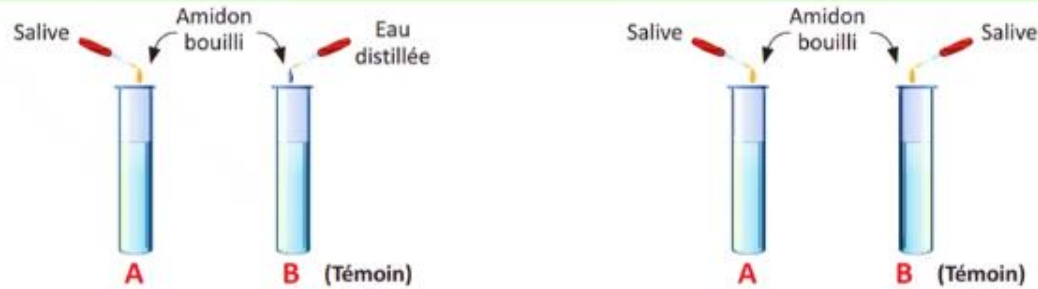 Salive
Amidon
bouilli
Eau
distillée
A
B (Témoin)
Salive
Amidon
bouilli
Salive
A
B (Témoin)